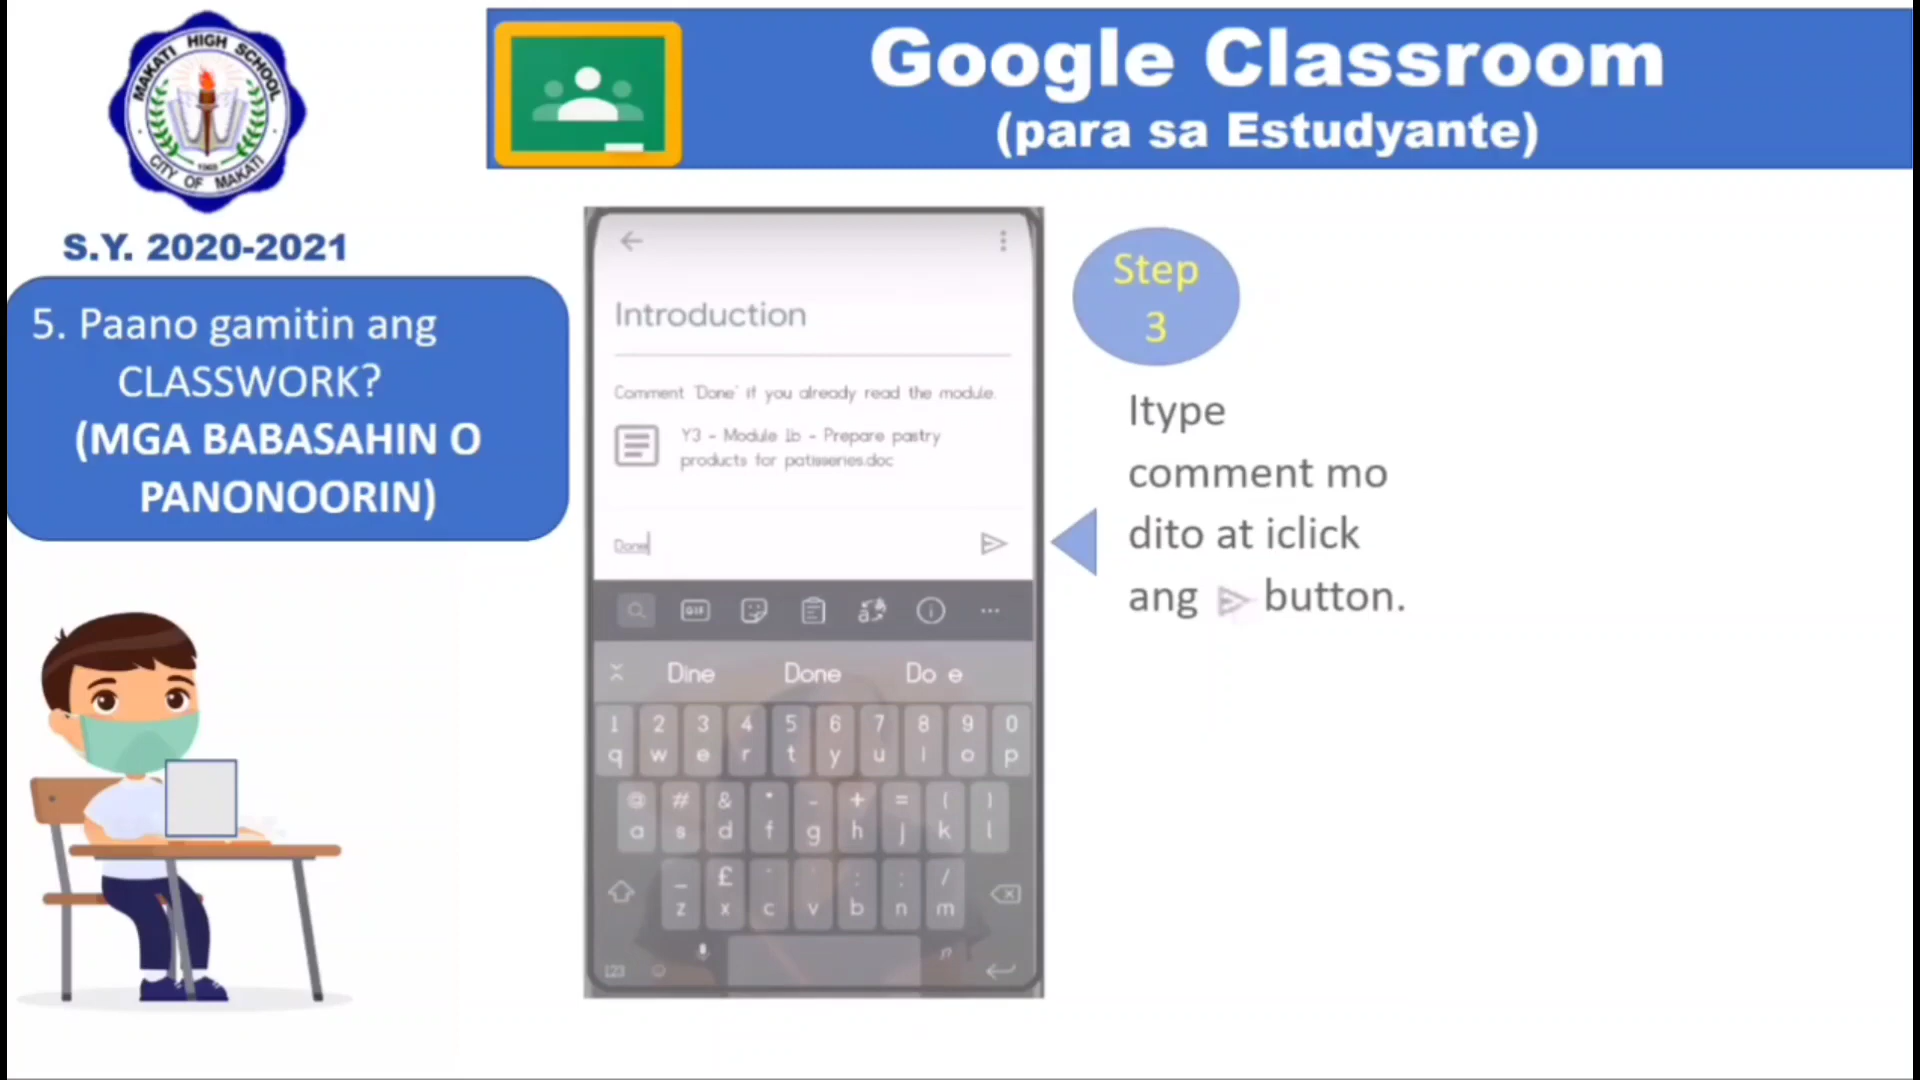 MAKATI HIGH SCHOOL
CITY OF MAKATI
S.Y. 2020-2021
Google Classroom
(para sa Estudyante)
5. Paano gamitin ang
CLASSWORK?
(MGA BABASAHIN O
PANONOORIN)
Introduction
Comment 'Done' if you already read the module.
Y3 - Module 1b - Prepare pastry
products for patisseries.doc
Done
GIF
Dine Done Do e
1 2 3 4 5 6 7 8 9 0
q w e r t y u i o p
@ # & * - + = ( )
a s d f g h j k l
_ £ : / 
z x c v b n m
123
Step
3
Itype
comment mo
dito at iclick
ang button.